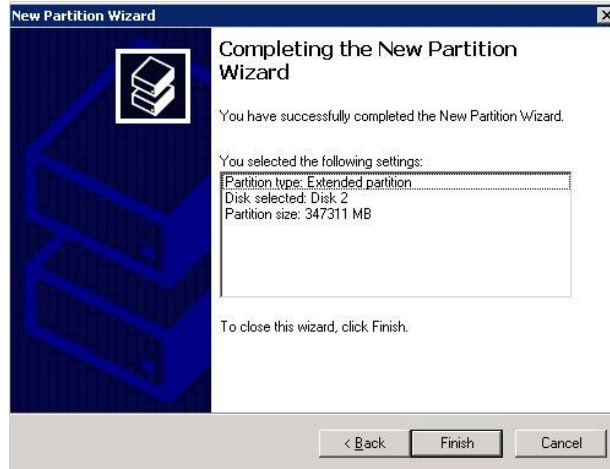 New Partition Wizard
Completing the New Partition
Wizard
You have successfully completed the New Partition Wizard.
You selected the following settings:
Partition type: Extended partition
Disk selected: Disk 2
Partition size: 347311 MB
To close this wizard, click Finish.
< Back
Finish
Cancel